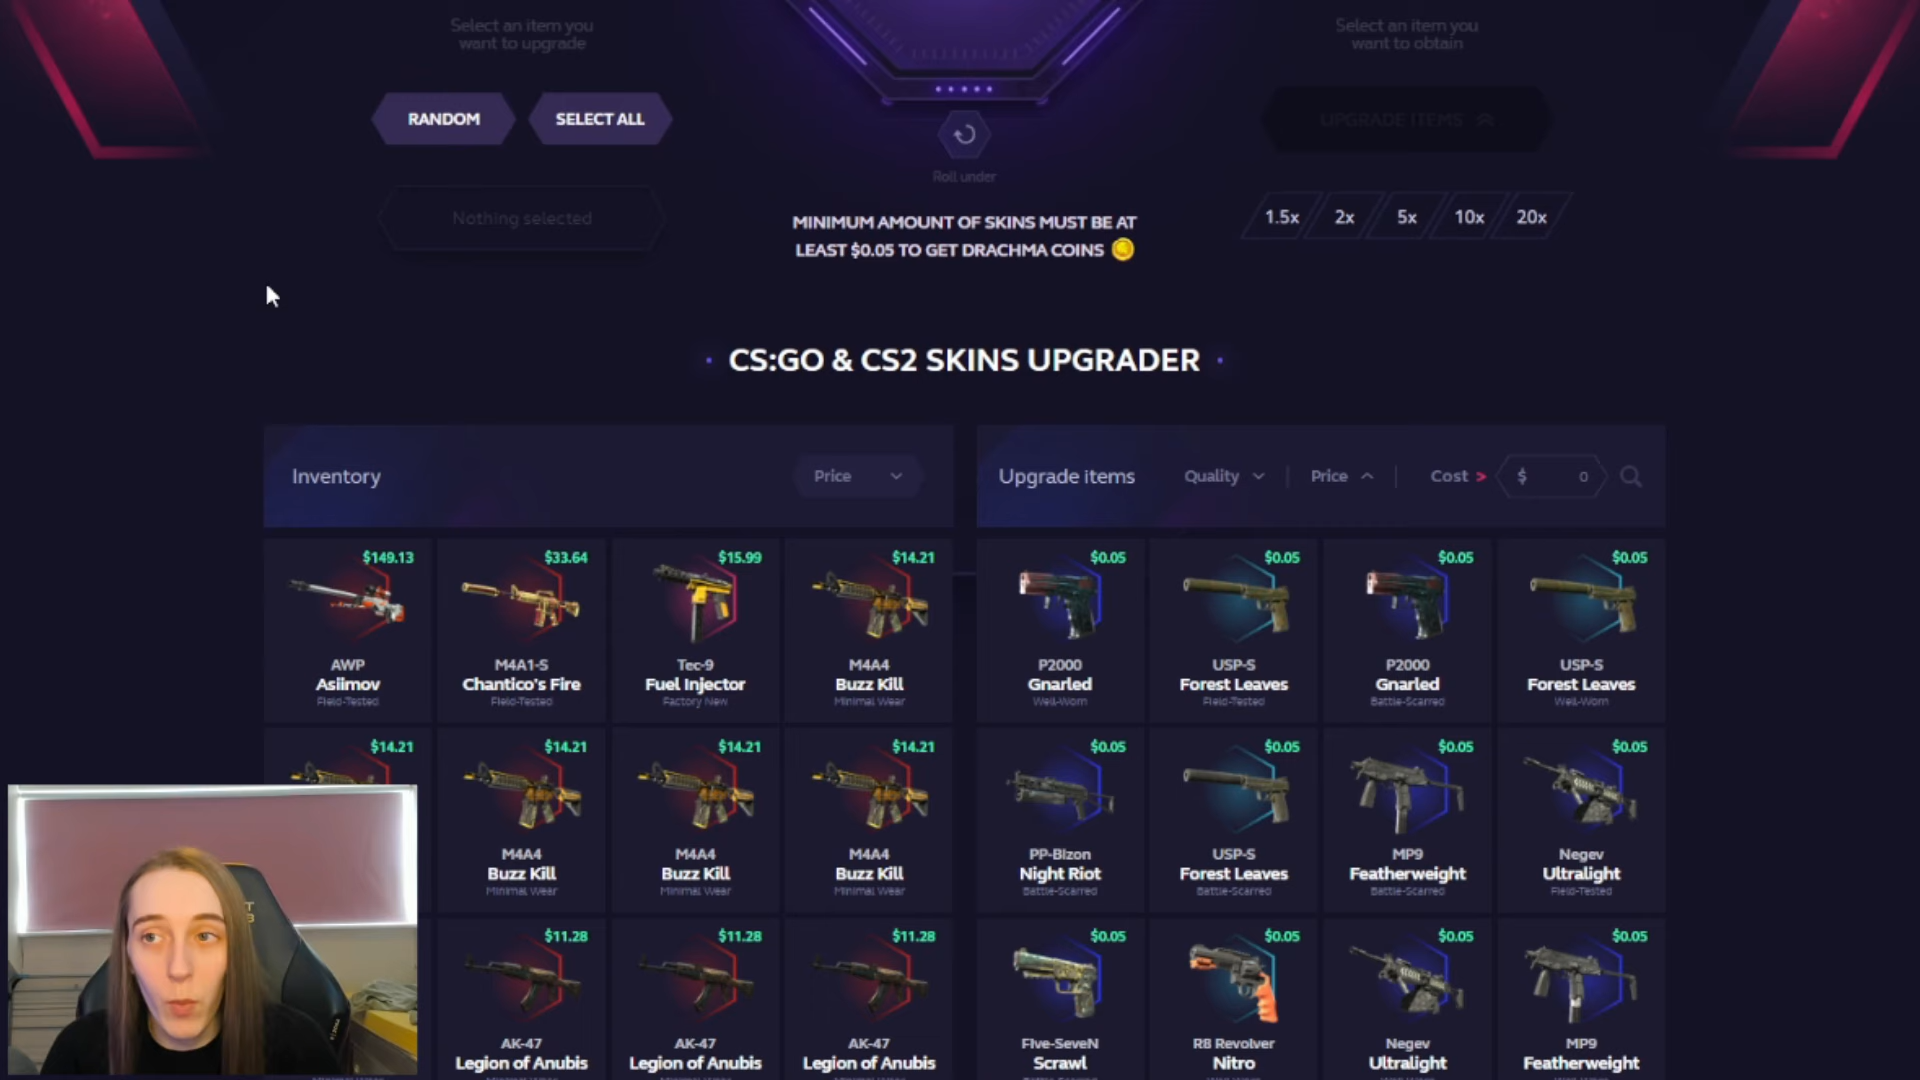 Select an item you
want to upgrade
Select an item you
want to obtain
RANDOM
SELECT ALL
UPGRADE ITEMS
Roll under
Nothing selected
1.5x
2x
5x
10x
20x
MINIMUM AMOUNT OF SKINS MUST BE AT
LEAST $0.05 TO GET DRACHMA COINS
CS:GO & CS2 SKINS UPGRADER
Inventory
Price
Upgrade items
Quality
Price
Cost >
$ 0
$149.13
AWP
Asiimov
Field-Tested
$33.64
M4A1-S
Chantico's Fire
Field-Tested
$15.99
Tec-9
Fuel Injector
Factory New
$14.21
M4A4
Buzz Kill
Minimal Wear
$0.05
P2000
Gnarled
Well-Worn
$0.05
USP-S
Forest Leaves
Field-Tested
$0.05
P2000
Gnarled
Battle-Scarred
$0.05
USP-S
Forest Leaves
Well-Worn
$14.21
$14.21
M4A4
Buzz Kill
Minimal Wear
$14.21
M4A4
Buzz Kill
Minimal Wear
$14.21
M4A4
Buzz Kill
Minimal Wear
$0.05
PP-Bizon
Night Riot
Battle-Scarred
$0.05
USP-S
Forest Leaves
Battle-Scarred
$0.05
MP9
Featherweight
Battle-Scarred
$0.05
Negev
Ultralight
Field-Tested
$11.28
AK-47
Legion of Anubis
$11.28
AK-47
Legion of Anubis
$11.28
AK-47
Legion of Anubis
$0.05
Five-SeveN
Scrawl
$0.05
R8 Revolver
Nitro
$0.05
Negev
Ultralight
$0.05
MP9
Featherweight